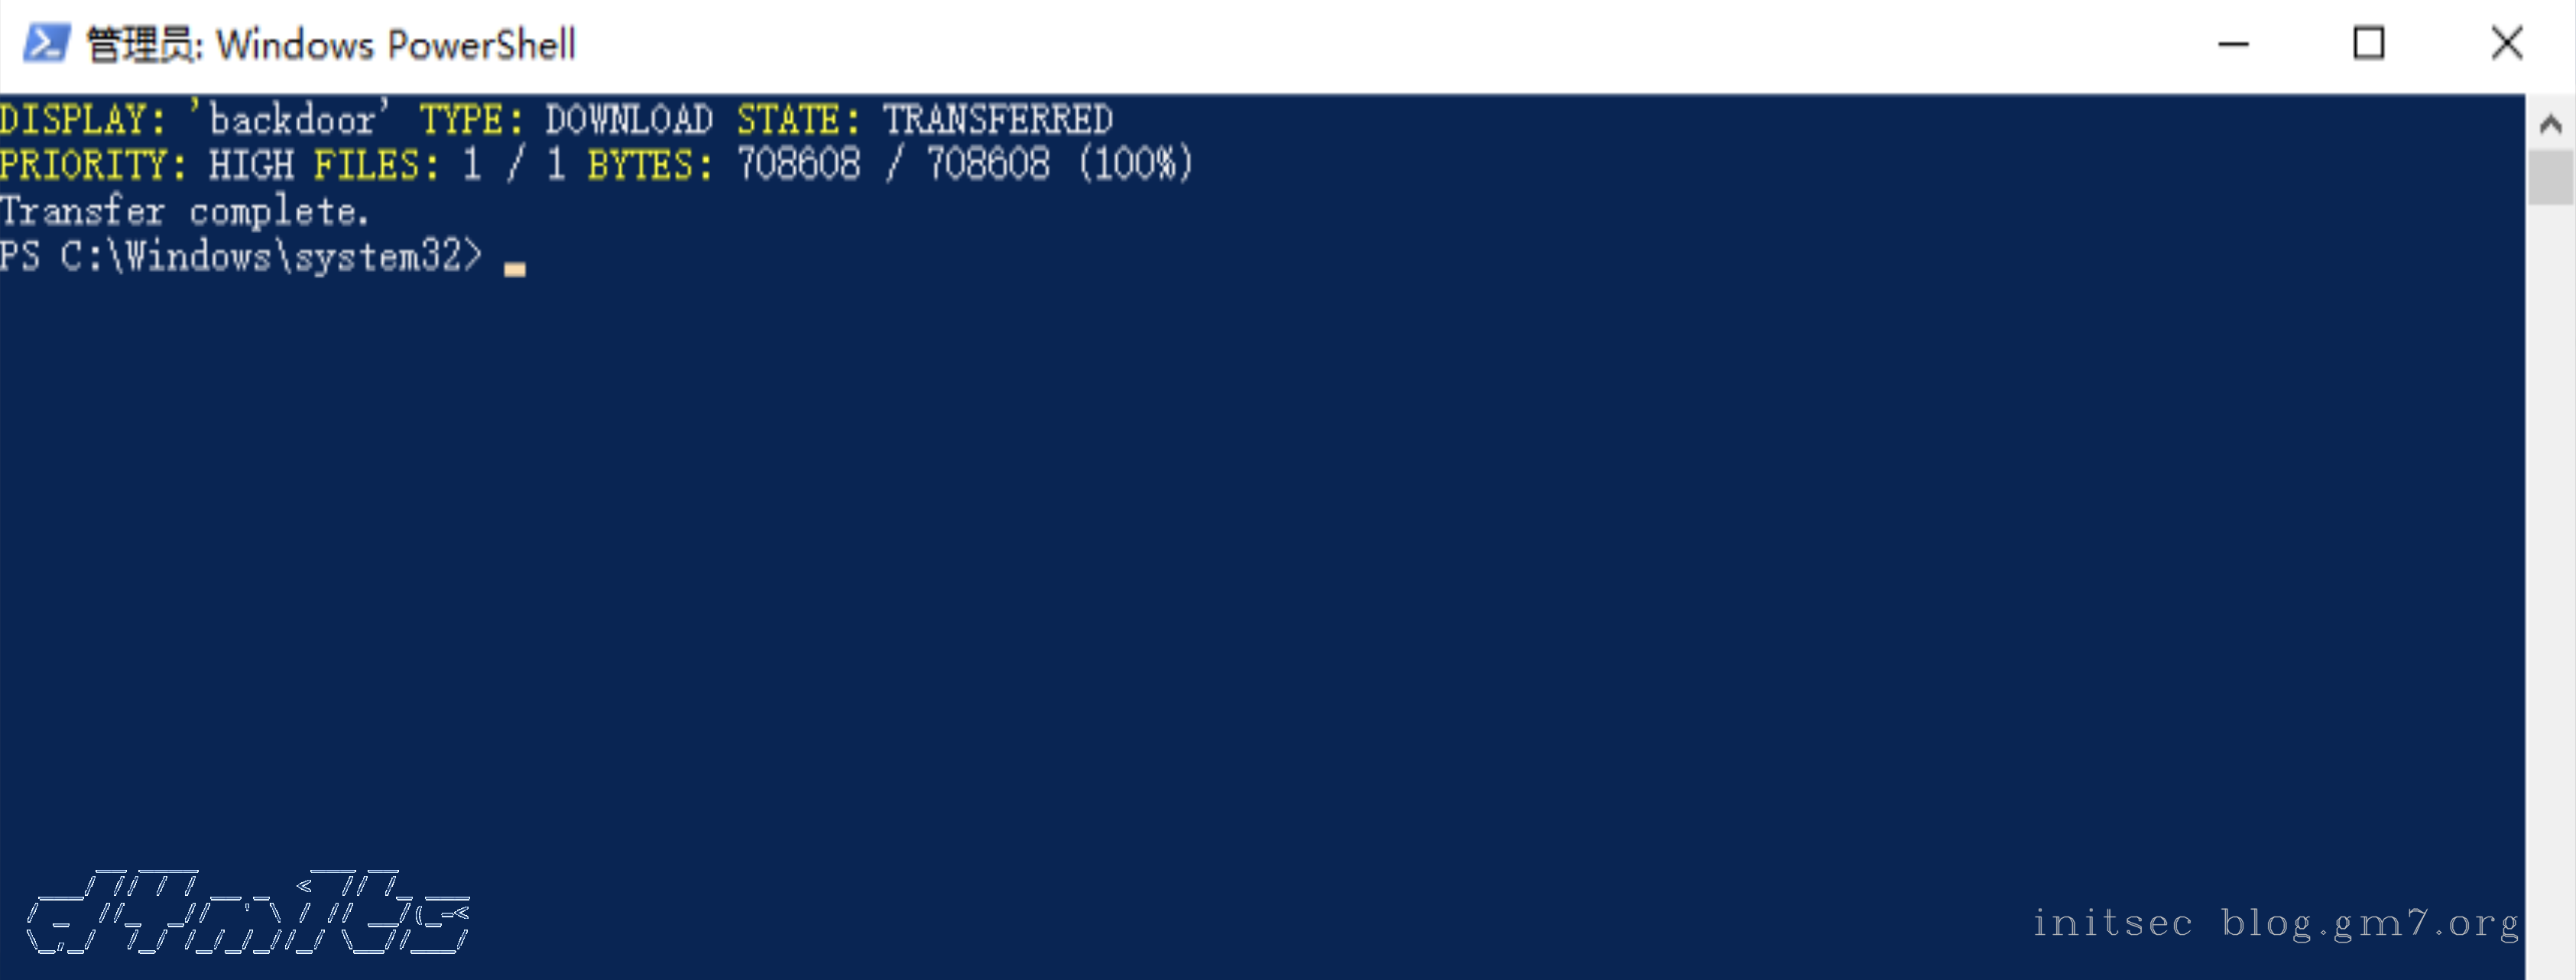 管理员: Windows PowerShell
DISPLAY: 'backdoor' TYPE: DOWNLOAD STATE: TRANSFERRED
PRIORITY: HIGH FILES: 1 / 1 BYTES: 708608 / 708608 (100%)
Transfer complete.
PS C:\Windows\system32>
d4m1ts
initsec blog.gm7.org